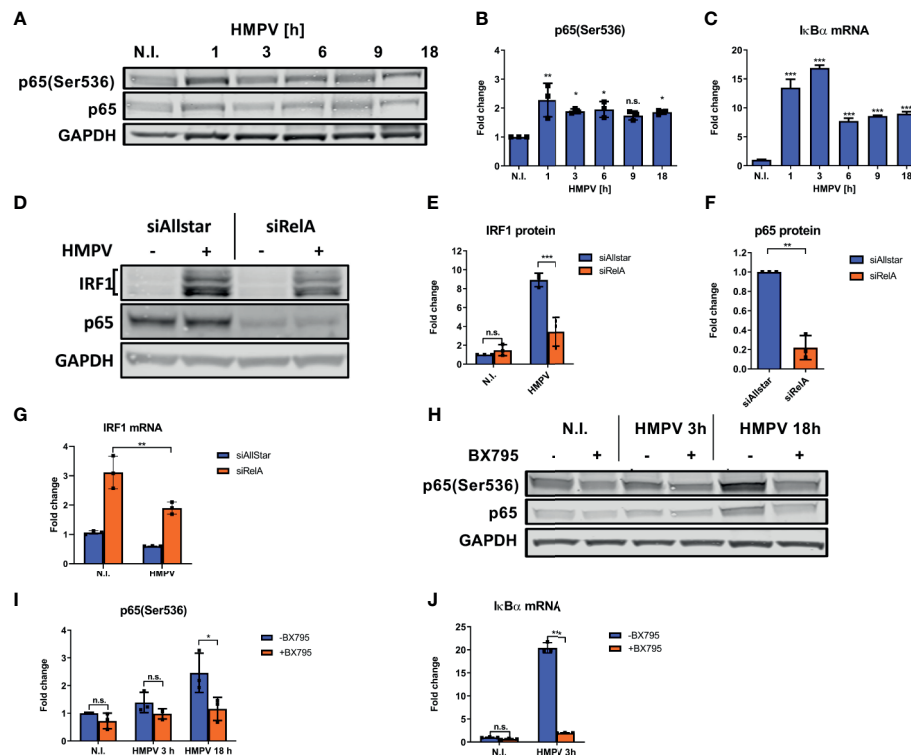 A
HMPV [h]
N.I. 1 3 6 9 18
p65(Ser536)
p65
GAPDH
B
p65(Ser536)
Fold change
4
3
2
1
0
** * * n.s. *
N.I. 1 3 6 9 18
HMPV [h]
C
IκBα mRNA
Fold change
20
15
10
5
0
*** *** *** *** ***
N.I. 1 3 6 9 18
HMPV [h]
D
siAllstar siRelA
HMPV - + - +
IRF1
p65
GAPDH
E
IRF1 protein
siAllstar
siRelA
Fold change
10
8
6
4
2
0
n.s.
***
N.I. HMPV
F
p65 protein
siAllstar
siRelA
Fold change
1.0
0.8
0.6
0.4
0.2
0.0
**
siAllstar siRelA
G
IRF1 mRNA
siAllStar
siRelA
Fold change
4
3
2
1
0
**
N.I. HMPV
H
N.I. HMPV 3h HMPV 18h
BX795 - + - + - +
p65(Ser536)
p65
GAPDH
I
p65(Ser536)
-BX795
+BX795
Fold change
4
3
2
1
0
n.s. n.s. *
N.I. HMPV 3 h HMPV 18 h
J
IκBα mRNA
-BX795
+BX795
Fold change
25
20
15
10
5
0
n.s.
***
N.I. HMPV 3h